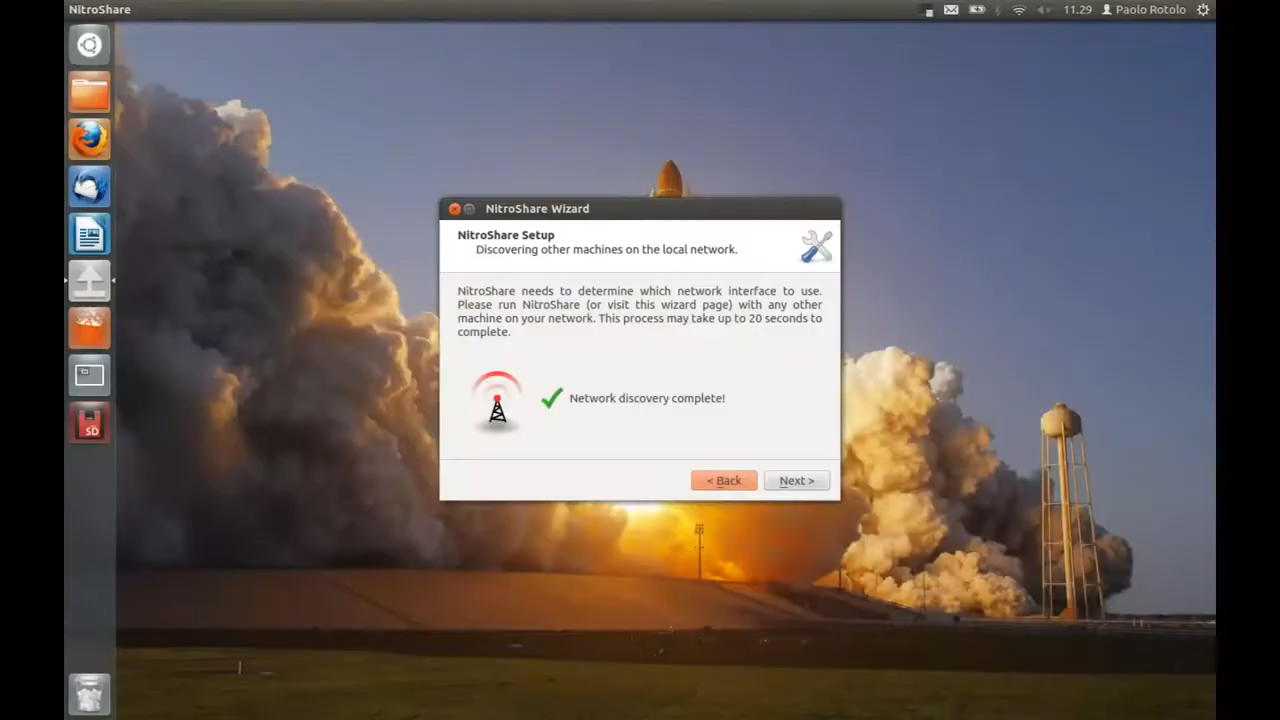 NitroShare
11.29
Paolo Rotolo
NitroShare Wizard
NitroShare Setup
Discovering other machines on the local network.
NitroShare needs to determine which network interface to use.
Please run NitroShare (or visit this wizard page) with any other
machine on your network. This process may take up to 20 seconds to
complete.
Network discovery complete!
< Back
Next >
SD